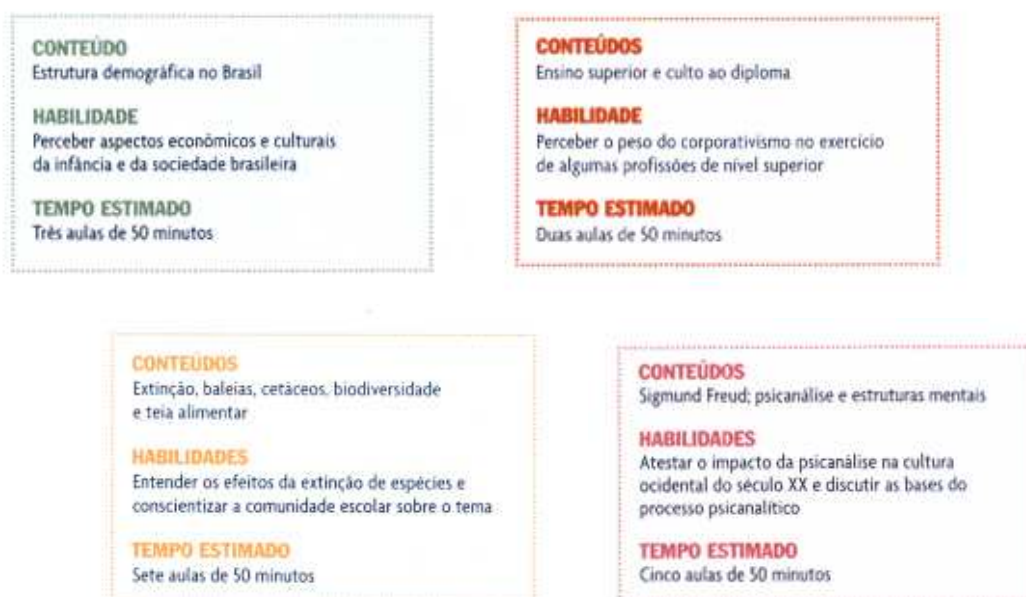 CONTEÚDO
Estrutura demográfica no Brasil
HABILIDADE
Perceber aspectos econômicos e culturais
da infância e da sociedade brasileira
TEMPO ESTIMADO
Três aulas de 50 minutos
CONTEÚDOS
Ensino superior e culto ao diploma
HABILIDADE
Perceber o peso do corporativismo no exercício
de algumas profissões de nível superior
TEMPO ESTIMADO
Duas aulas de 50 minutos
CONTEÚDOS
Extinção, baleias, cetáceos, biodiversidade
e teia alimentar
HABILIDADES
Entender os efeitos da extinção de espécies e
conscientizar a comunidade escolar sobre o tema
TEMPO ESTIMADO
Sete aulas de 50 minutos
CONTEÚDOS
Sigmund Freud; psicanálise e estruturas mentais
HABILIDADES
Atestar o impacto da psicanálise na cultura
ocidental do século XX e discutir as bases do
processo psicanalítico
TEMPO ESTIMADO
Cinco aulas de 50 minutos